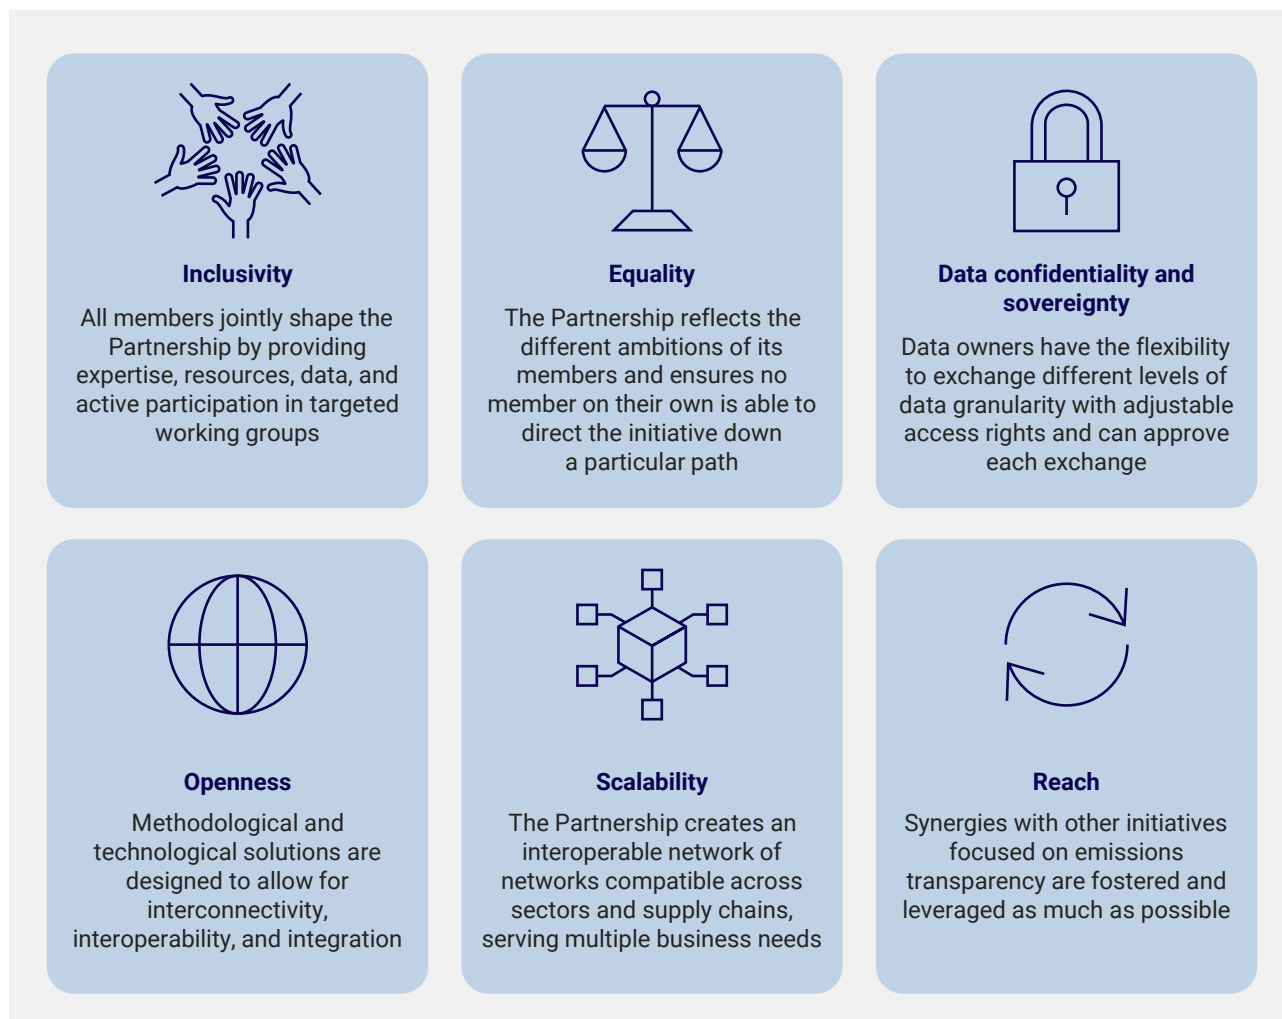 Inclusivity
All members jointly shape the
Partnership by providing
expertise, resources, data, and
active participation in targeted
working groups
Equality
The Partnership reflects the
different ambitions of its
members and ensures no
member on their own is able to
direct the initiative down
a particular path
Data confidentiality and
sovereignty
Data owners have the flexibility
to exchange different levels of
data granularity with adjustable
access rights and can approve
each exchange
Openness
Methodological and
technological solutions are
designed to allow for
interconnectivity,
interoperability, and integration
Scalability
The Partnership creates an
interoperable network of
networks compatible across
sectors and supply chains,
serving multiple business needs
Reach
Synergies with other initiatives
focused on emissions
transparency are fostered and
leveraged as much as possible